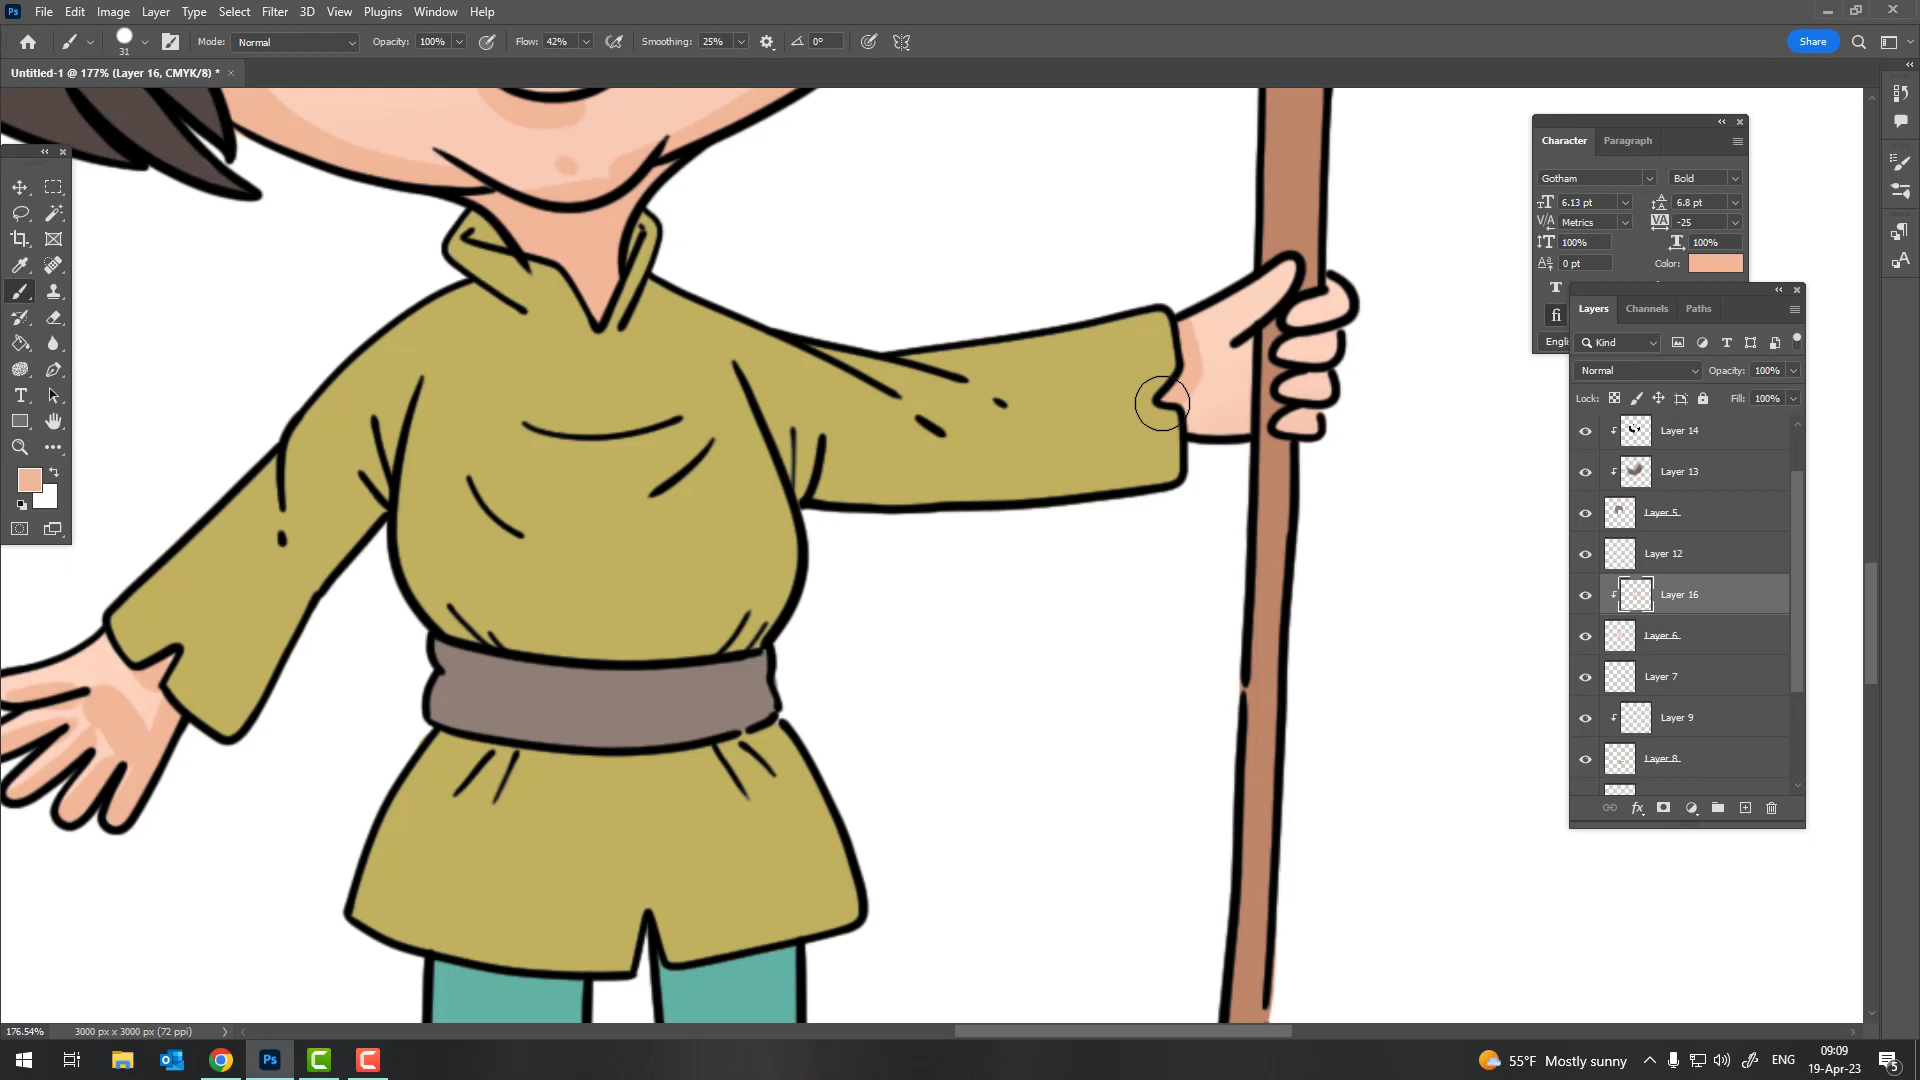 Ps File Edit Image Layer Type Select Filter 3D View Plugins Window Help
31 Mode: Normal Opacity: 100% Flow: 42% Smoothing: 25% 0° Share
Untitled-1 @ 177% (Layer 16, CMYK/8) *
Character Paragraph
Gotham Bold
6.13 pt 6.8 pt
Metrics -25
100% 100%
0 pt Color:
T
fi
Engli
Layers Channels Paths
Kind
Normal Opacity: 100%
Lock: Fill: 100%
Layer 14
Layer 13
Layer 5
Layer 12
Layer 16
Layer 6
Layer 7
Layer 9
Layer 8
176.54% 3000 px x 3000 px (72 ppi)
55°F Mostly sunny ENG 09:09
19-Apr-23 5